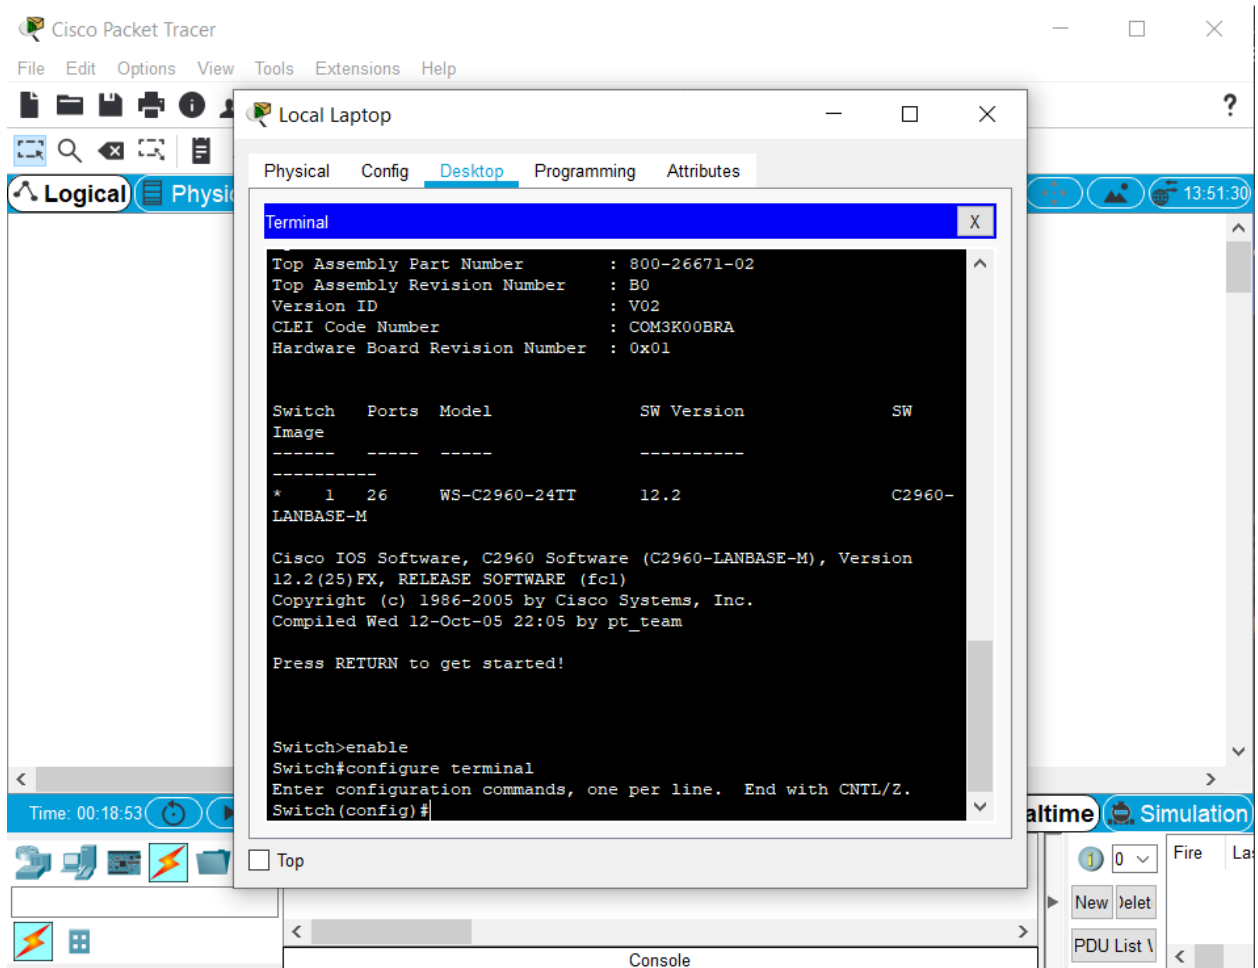 Cisco Packet Tracer
File Edit Options View Tools Extensions Help
?
Local Laptop
Physical Config Desktop Programming Attributes
Logical
13:51:30
Terminal X
Top Assembly Part Number : 800-26671-02
Top Assembly Revision Number : B0
Version ID : V02
CLEI Code Number : COM3K00BRA
Hardware Board Revision Number : 0x01
Switch Ports Model SW Version SW
Image
------ ----- ----- ----------
----------
* 1 26 WS-C2960-24TT 12.2 C2960-
LANBASE-M
Cisco IOS Software, C2960 Software (C2960-LANBASE-M), Version
12.2(25)FX, RELEASE SOFTWARE (fc1)
Copyright (c) 1986-2005 by Cisco Systems, Inc.
Compiled Wed 12-Oct-05 22:05 by pt_team
Press RETURN to get started!
Switch>enable
Switch#configure terminal
Enter configuration commands, one per line. End with CNTL/Z.
Switch(config)#
Time: 00:18:53
Simulation
Top
0
Fire
New
PDU List
Console